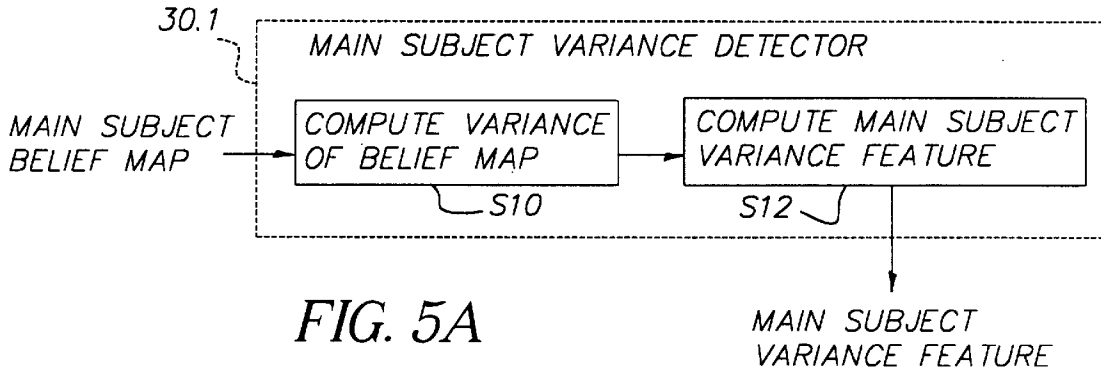 30.1
MAIN SUBJECT VARIANCE DETECTOR
MAIN SUBJECT
BELIEF MAP
COMPUTE VARIANCE
OF BELIEF MAP
S10
COMPUTE MAIN SUBJECT
VARIANCE FEATURE
S12
FIG. 5A
MAIN SUBJECT
VARIANCE FEATURE